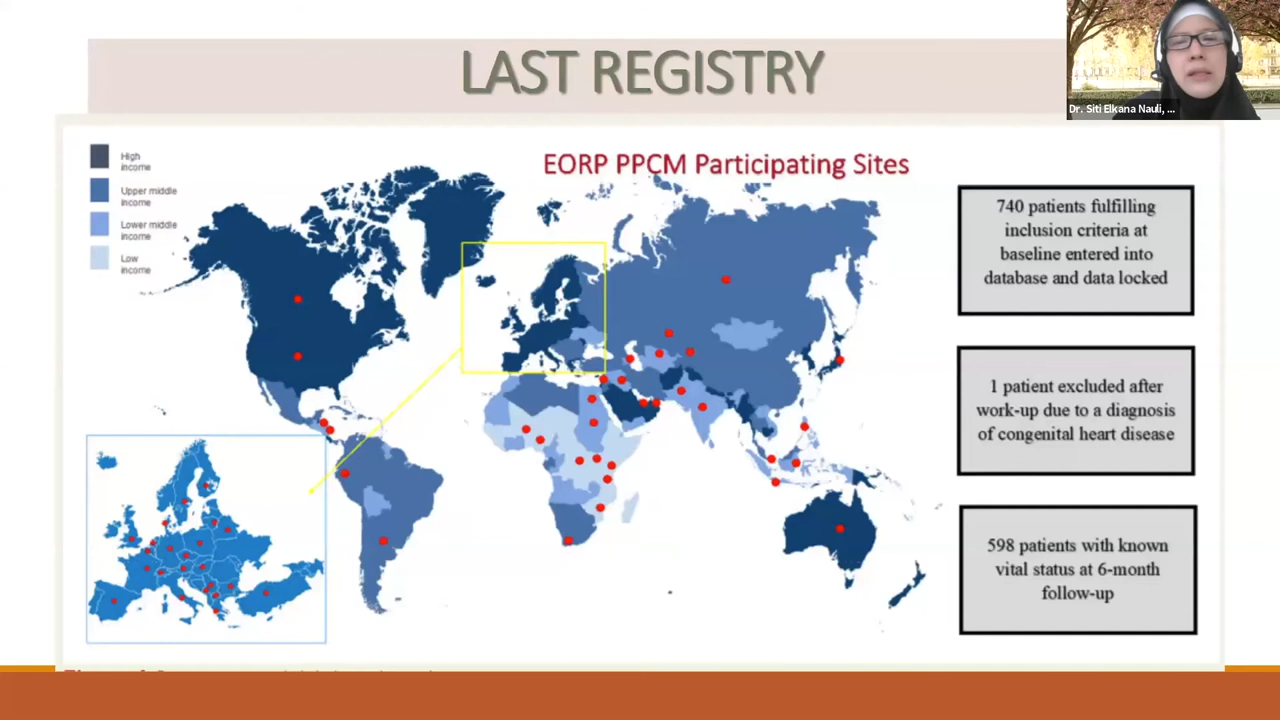 LAST REGISTRY
Dr. Siti Elkana Nauli, ...
High
income
Upper middle
income
Lower middle
income
Low
income
EORP PPCM Participating Sites
740 patients fulfilling
inclusion criteria at
baseline entered into
database and data locked
1 patient excluded after
work-up due to a diagnosis
of congenital heart disease
598 patients with known
vital status at 6-month
follow-up